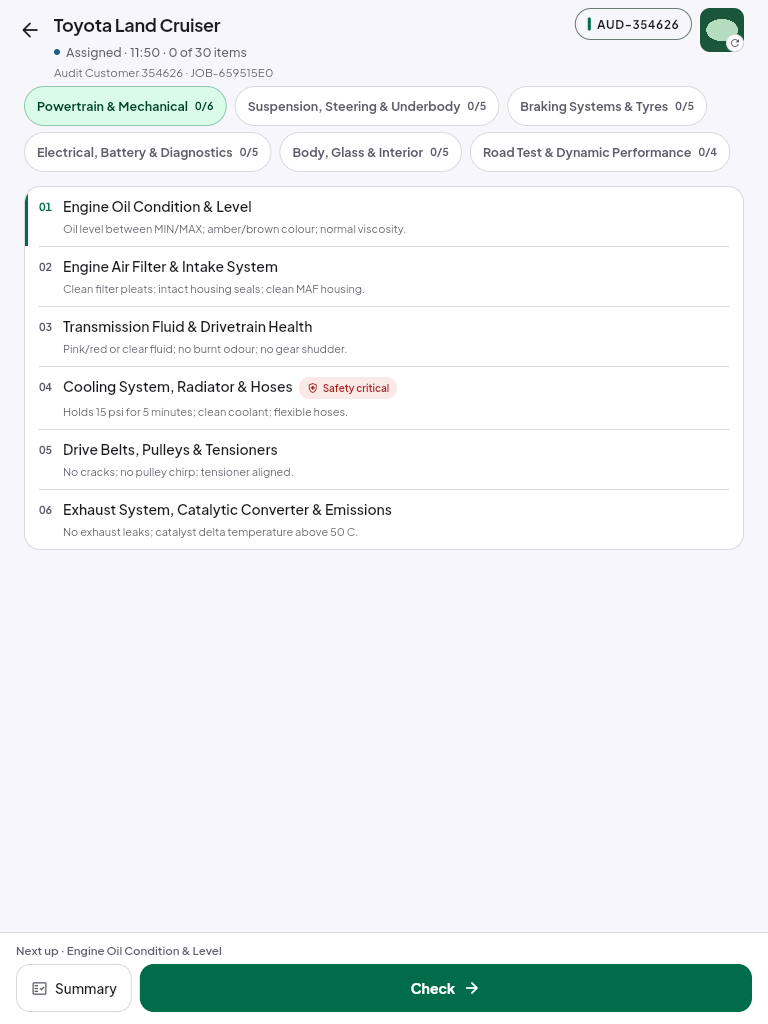 Toyota Land Cruiser
AUD-354626
Assigned · 11:50 · 0 of 30 items
Audit Customer 354626 · JOB-659515E0
Powertrain & Mechanical 0/6
Suspension, Steering & Underbody 0/5
Braking Systems & Tyres 0/5
Electrical, Battery & Diagnostics 0/5
Body, Glass & Interior 0/5
Road Test & Dynamic Performance 0/4
01 Engine Oil Condition & Level
Oil level between MIN/MAX; amber/brown colour; normal viscosity.
02 Engine Air Filter & Intake System
Clean filter pleats; intact housing seals; clean MAF housing.
03 Transmission Fluid & Drivetrain Health
Pink/red or clear fluid; no burnt odour; no gear shudder.
04 Cooling System, Radiator & Hoses Safety critical
Holds 15 psi for 5 minutes; clean coolant; flexible hoses.
05 Drive Belts, Pulleys & Tensioners
No cracks; no pulley chirp; tensioner aligned.
06 Exhaust System, Catalytic Converter & Emissions
No exhaust leaks; catalyst delta temperature above 50 C.
Next up · Engine Oil Condition & Level
Summary
Check